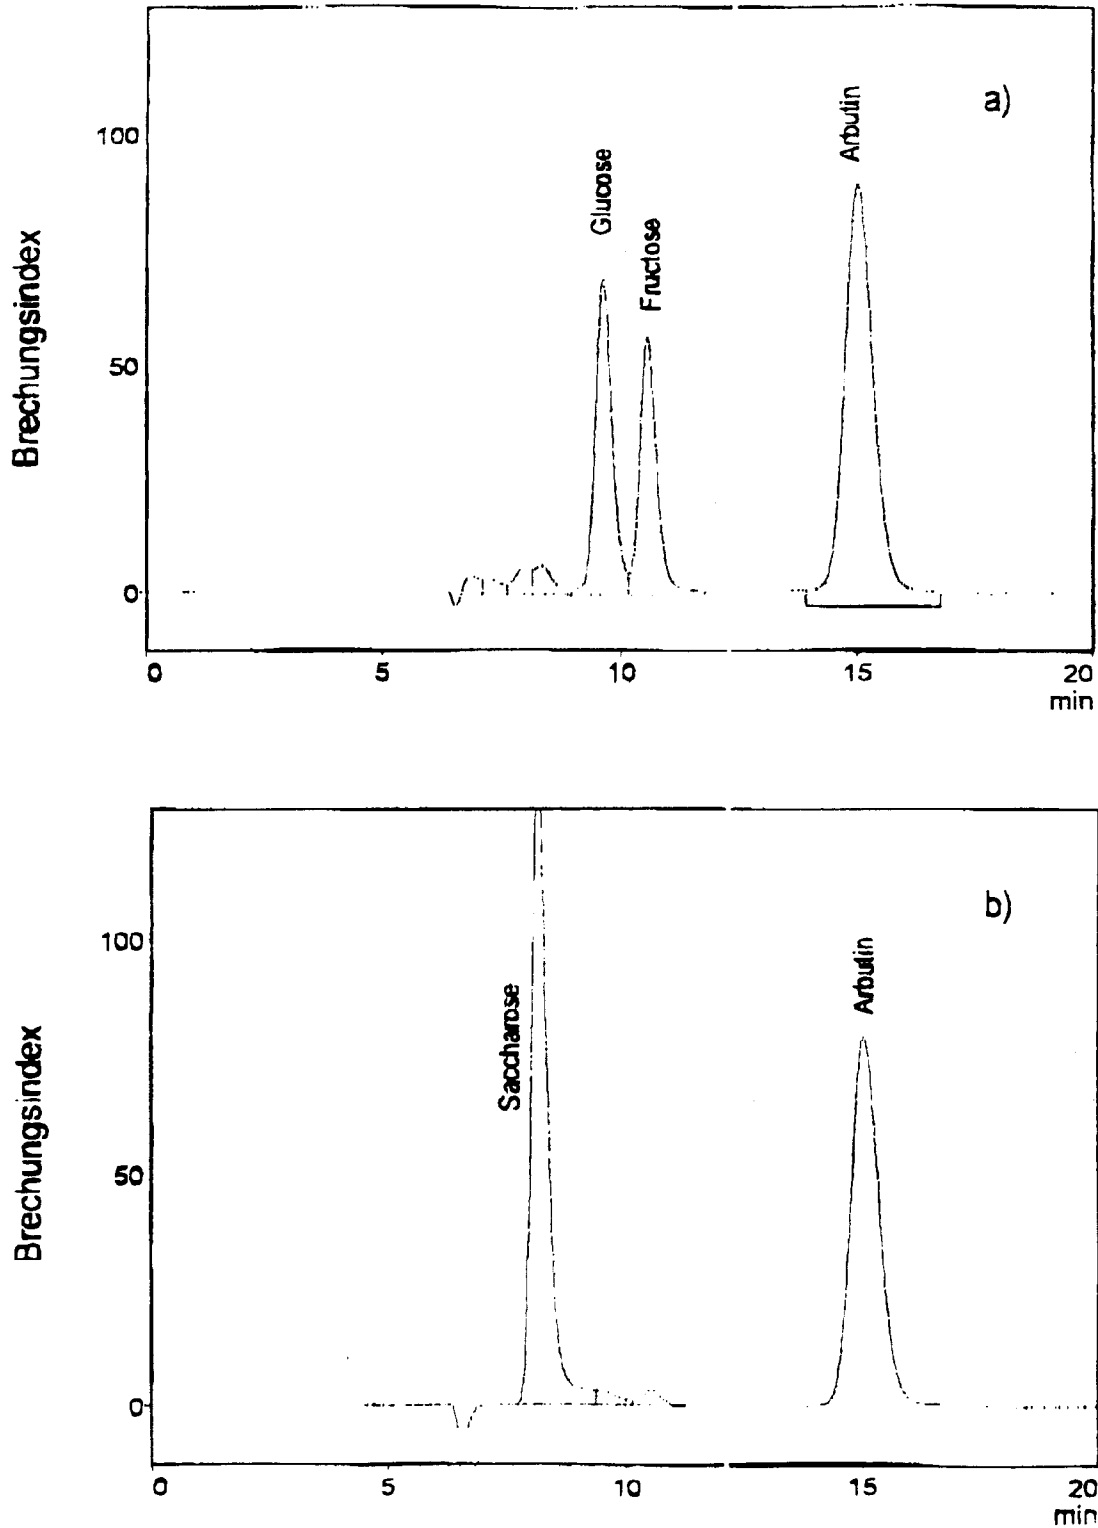 a)
Arbutin
Glucose
Fructose
Brechungsindex
100
50
0
0 5 10 15 20
min
b)
Arbutin
Saccharose
Brechungsindex
100
50
0
0 5 10 15 20
min